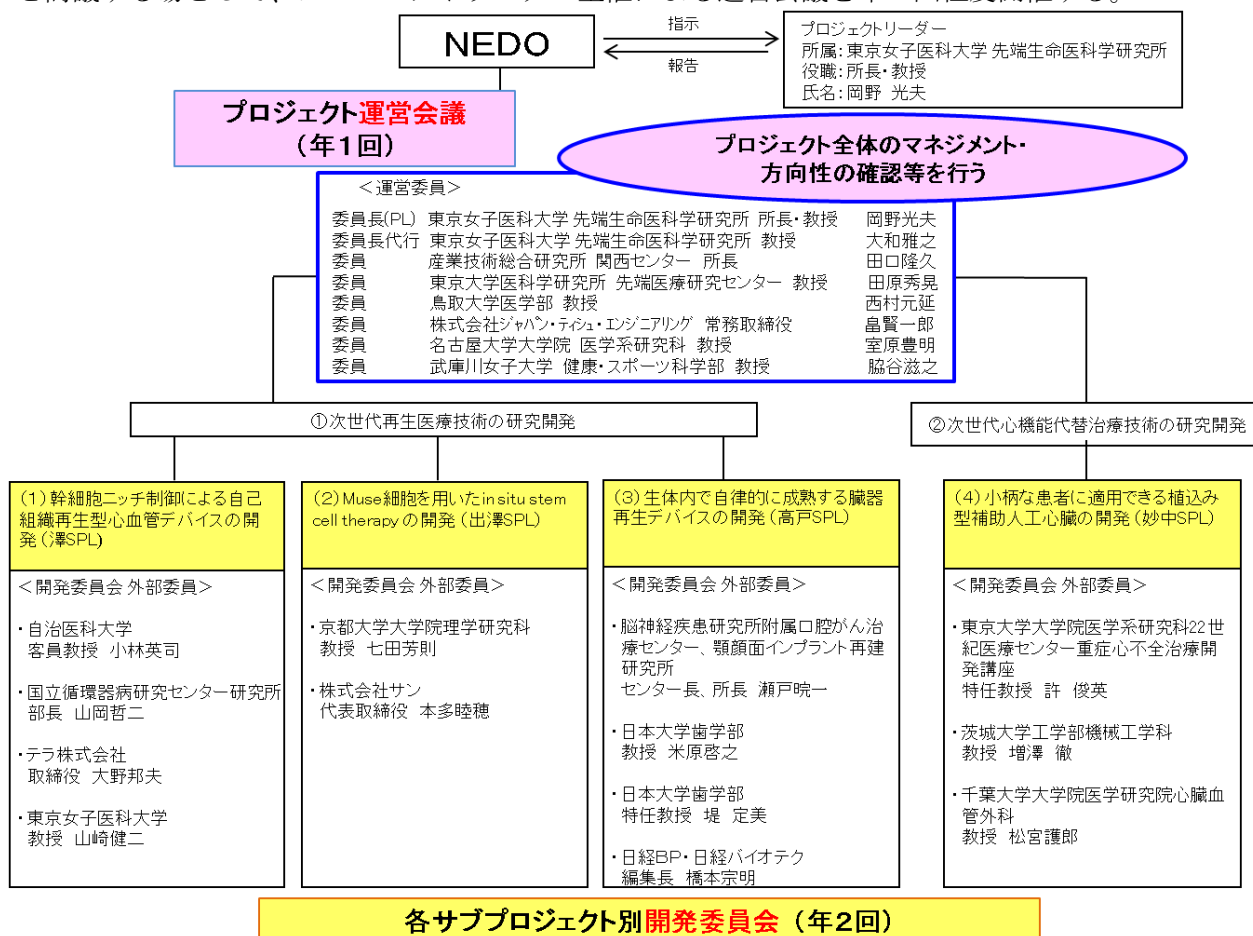 NEDO
指示
報告
プロジェクトリーダー
所属:東京女子医科大学 先端生命医科学研究所
役職:所長・教授
氏名:岡野 光夫
プロジェクト運営会議
(年1回)
プロジェクト全体のマネジメント・
方向性の確認等を行う
<運営委員>
委員長(PL) 東京女子医科大学 先端生命医科学研究所 所長・教授 岡野光夫
委員長代行 東京女子医科大学 先端生命医科学研究所 教授 大和雅之
委員 産業技術総合研究所 関西センター 所長 田口隆久
委員 東京大学医科学研究所 先端医療研究センター 教授 田原秀晃
委員 鳥取大学医学部 教授 西村元延
委員 株式会社ジャパン・ティシュ・エンジニアリング 常務取締役 畠賢一郎
委員 名古屋大学大学院 医学系研究科 教授 室原豊明
委員 武庫川女子大学 健康・スポーツ科学部 教授 脇谷滋之
①次世代再生医療技術の研究開発
②次世代心機能代替治療技術の研究開発
(1)幹細胞ニッチ制御による自己
組織再生型心血管デバイスの開
発(澤SPL)
<開発委員会 外部委員>
・自治医科大学
客員教授 小林英司
・国立循環器病研究センター研究所
部長 山岡哲二
・テラ株式会社
取締役 大野邦夫
・東京女子医科大学
教授 山崎健二
(2)Muse細胞を用いたin situ stem
cell therapyの開発(出澤SPL)
<開発委員会 外部委員>
・京都大学大学院理学研究科
教授 七田芳則
・株式会社サン
代表取締役 本多睦穂
(3)生体内で自律的に成熟する臓器
再生デバイスの開発(高戸SPL)
<開発委員会 外部委員>
・脳神経疾患研究所附属口腔がん治
療センター、顎顔面インプラント再建
研究所
センター長、所長 瀬戸晥一
・日本大学歯学部
教授 米原啓之
・日本大学歯学部
特任教授 堤 定美
・日経BP・日経バイオテク
編集長 橋本宗明
(4)小柄な患者に適用できる植込み
型補助人工心臓の開発(妙中SPL)
<開発委員会 外部委員>
・東京大学大学院医学系研究科22世
紀医療センター重症心不全治療開
発講座
特任教授 許 俊英
・茨城大学工学部機械工学科
教授 増澤 徹
・千葉大学大学院医学研究院心臓血
管外科
教授 松宮護郎
各サブプロジェクト別開発委員会(年2回)